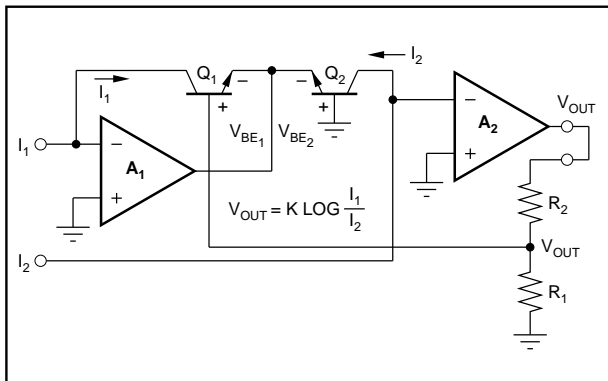 I₂
Q₁
Q₂
I₁
− −
+ +
V_BE₁ V_BE₂
I₁
−
A₁
+
−
A₂
+
V_OUT
V_OUT = K LOG I₁/I₂
R₂
V_OUT
I₂
R₁